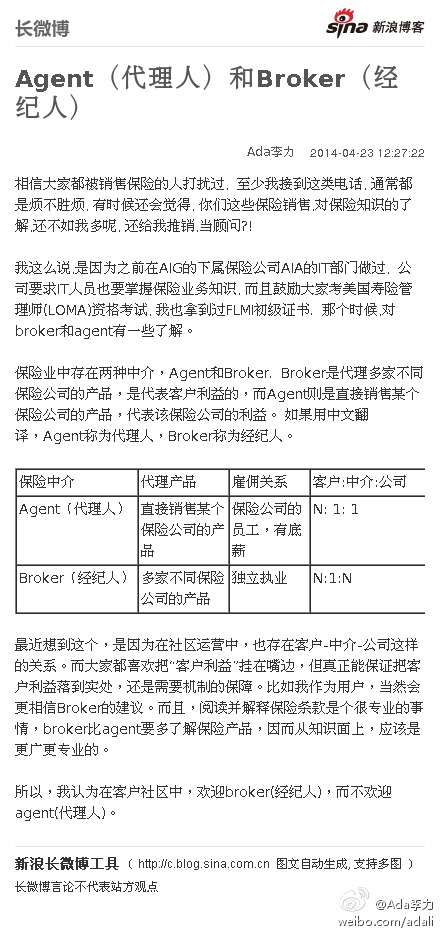 长微博
sina 新浪博客
Agent（代理人）和Broker（经
纪人）
Ada李力 2014-04-23 12:27:22
相信大家都被销售保险的人打扰过, 至少我接到这类电话, 通常都
是烦不胜烦, 有时候还会觉得, 你们这些保险销售,对保险知识的了
解,还不如我多呢, 还给我推销,当顾问?!
我这么说,是因为之前在AIG的下属保险公司AIA的IT部门做过, 公
司要求IT人员也要掌握保险业务知识, 而且鼓励大家考美国寿险管
理师(LOMA)资格考试, 我也拿到过FLMI初级证书. 那个时候,对
broker和agent有一些了解。
保险业中存在两种中介，Agent和Broker. Broker是代理多家不同
保险公司的产品，是代表客户利益的，而Agent则是直接销售某个
保险公司的产品，代表该保险公司的利益。 如果用中文翻
译，Agent称为代理人，Broker称为经纪人。
保险中介 代理产品 雇佣关系 客户:中介:公司
Agent（代理人） 直接销售某个 保险公司的 N: 1: 1
保险公司的产 员工，有底
品 薪
Broker（经纪人） 多家不同保险 独立执业 N:1:N
公司的产品
最近想到这个，是因为在社区运营中，也存在客户-中介-公司这样
的关系。而大家都喜欢把“客户利益”挂在嘴边，但真正能保证把客
户利益落到实处，还是需要机制的保障。比如我作为用户，当然会
更相信Broker的建议。而且，阅读并解释保险条款是个很专业的事
情，broker比agent要多了解保险产品，因而从知识面上，应该是
更广更专业的。
所以，我认为在客户社区中，欢迎broker(经纪人)，而不欢迎
agent(代理人)。
新浪长微博工具（ http://c.blog.sina.com.cn 图文自动生成,支持多图 ）
长微博言论不代表站方观点
@Ada李力
weibo.com/adali